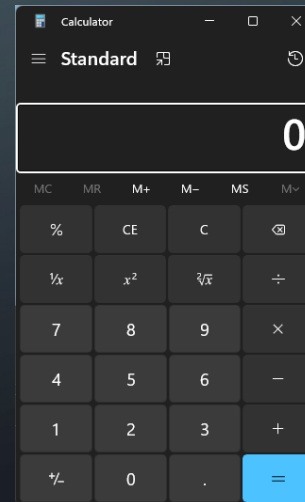 Calculator
Standard
0
MC MR M+ M− MS M˅
% CE C
¹/x x² ²√x ÷
7 8 9 ×
4 5 6 −
1 2 3 +
+/− 0 . =